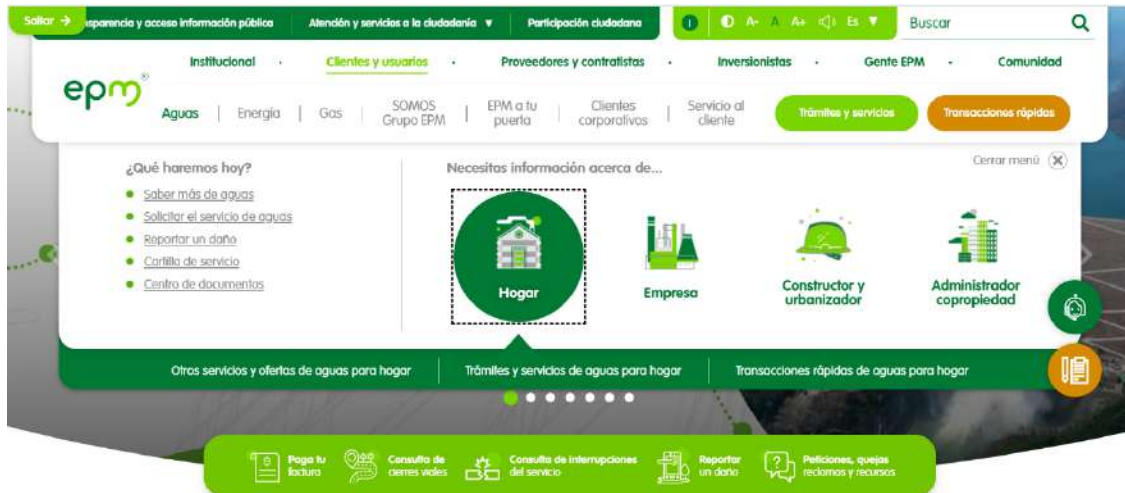 Saltar →
nsparencia y acceso información pública
Atención y servicios a la ciudadanía ▼
Participación ciudadana
A- A A+
Es ▼
Buscar
Institucional · Clientes y usuarios · Proveedores y contratistas · Inversionistas · Gente EPM · Comunidad
epm®
Aguas | Energía | Gas | SOMOS Grupo EPM | EPM a tu puerta | Clientes corporativos | Servicio al cliente
Trámites y servicios
Transacciones rápidas
Cerrar menú
¿Qué haremos hoy?
Saber más de aguas
Solicitar el servicio de aguas
Reportar un daño
Cartilla de servicio
Centro de documentos
Necesitas información acerca de...
Hogar
Empresa
Constructor y
urbanizador
Administrador
copropiedad
Otros servicios y ofertas de aguas para hogar
Trámites y servicios de aguas para hogar
Transacciones rápidas de aguas para hogar
Paga tu
factura
Consulta de
cierres viales
Consulta de interrupciones
del servicio
Reportar
un daño
Peticiones, quejas
reclamos y recursos